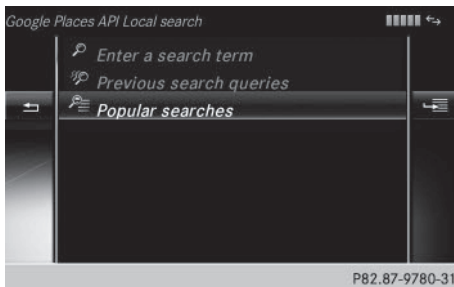 Google Places API Local search
Enter a search term
Previous search queries
Popular searches
P82.87-9780-31